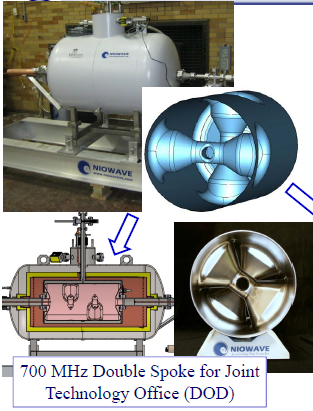 NIOWAVE
NIOWAVE
NIOWAVE
700 MHz Double Spoke for Joint
Technology Office (DOD)